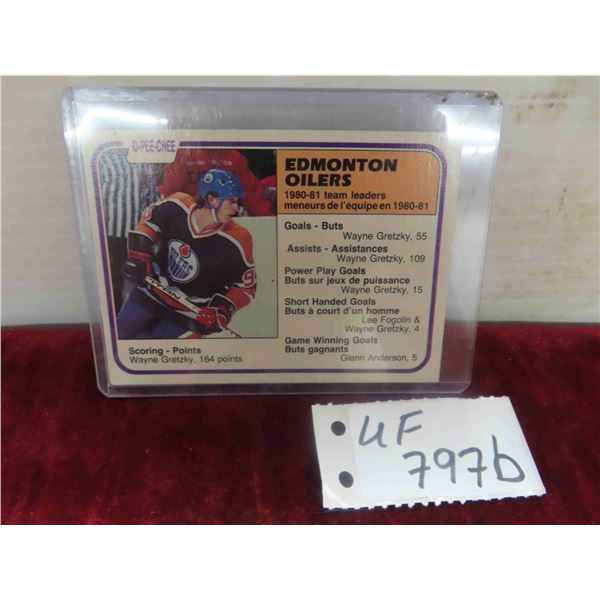 O-PEE-CHEE
EDMONTON
OILERS
1980-81 team leaders
meneurs de l'équipe en 1980-81
Goals - Buts
Wayne Gretzky, 55
Assists - Assistances
Wayne Gretzky, 109
Power Play Goals
Buts sur jeux de puissance
Wayne Gretzky, 15
Short Handed Goals
Buts à court d'un homme
Lee Fogolin &
Wayne Gretzky, 4
Game Winning Goals
Buts gagnants
Glenn Anderson, 5
Scoring - Points
Wayne Gretzky, 164 points
UF
797b